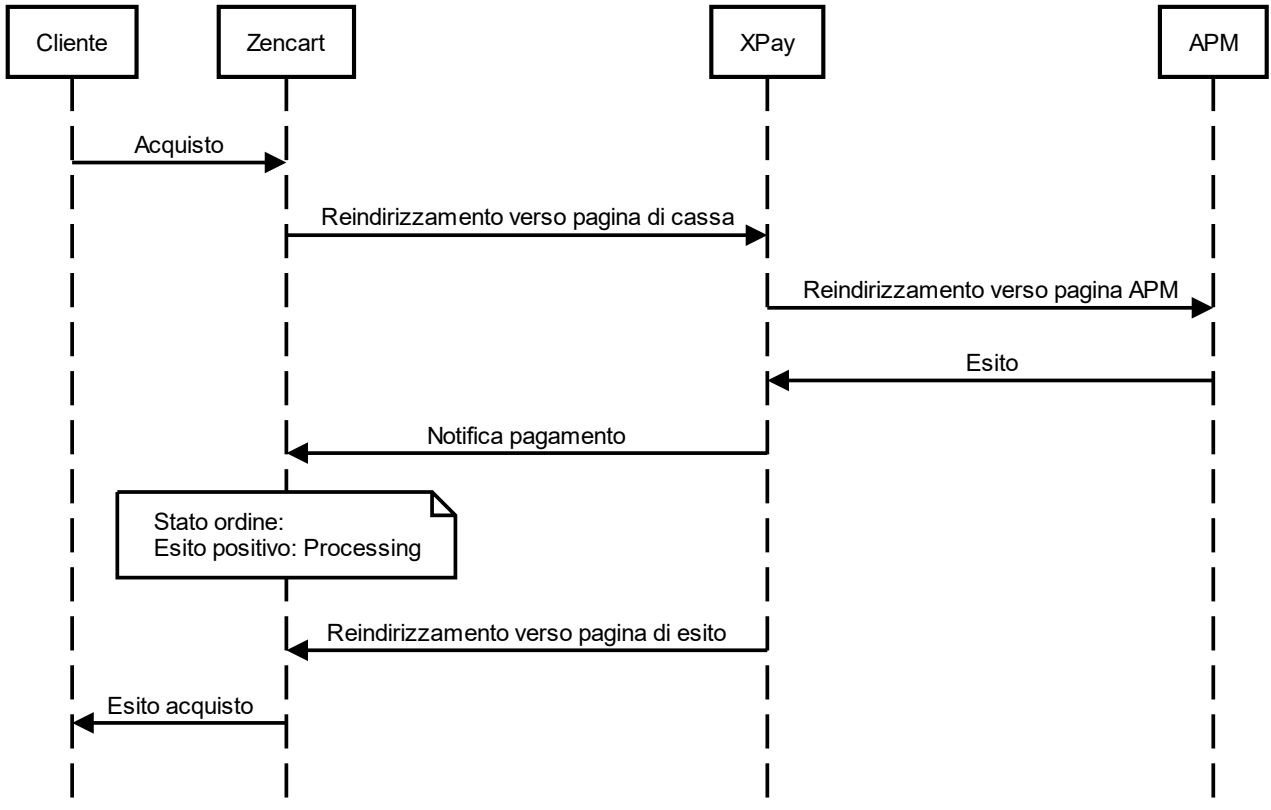 Cliente
Zencart
XPay
APM
Acquisto
Reindirizzamento verso pagina di cassa
Reindirizzamento verso pagina APM
Esito
Notifica pagamento
Stato ordine:
Esito positivo: Processing
Reindirizzamento verso pagina di esito
Esito acquisto